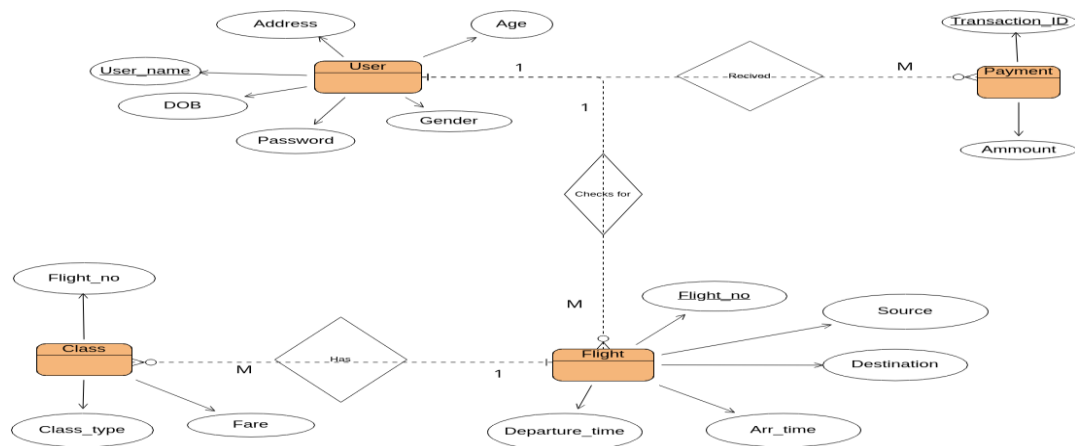 Transaction_ID
Address
Age
User
1
Recived
M
Payment
User_name
DOB
Gender
Password
1
Ammount
Checks for
Flight_no
M
Flight_no
Source
Class
Has
Flight
Destination
M
1
Class_type
Fare
Departure_time
Arr_time